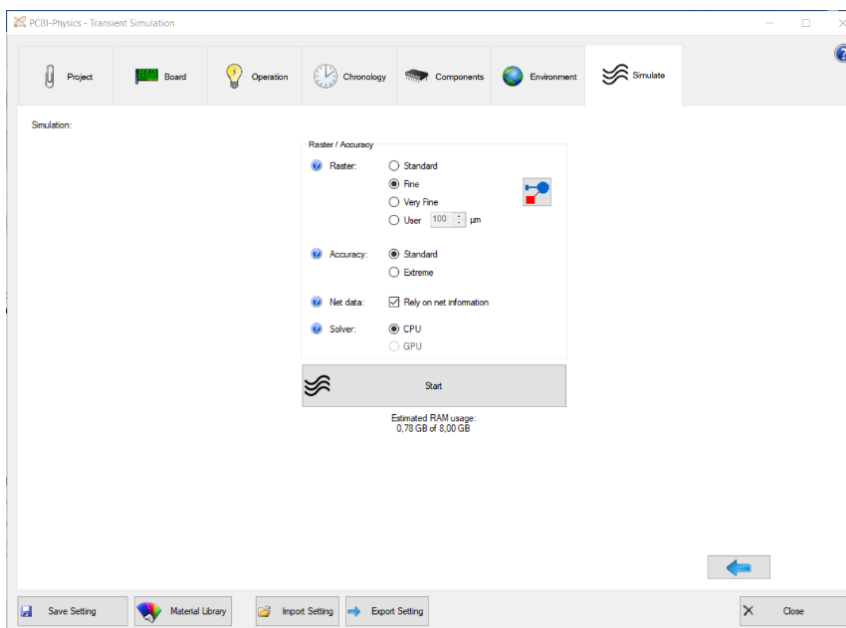 PCBI-Physics - Transient Simulation
Project
Board
Operation
Chronology
Components
Environment
Simulate
Simulation:
Raster / Accuracy
Raster:
Standard
Fine
Very Fine
User 100 µm
Accuracy:
Standard
Extreme
Net data:
Rely on net information
Solver:
CPU
GPU
Start
Estimated RAM usage:
0,78 GB of 8,00 GB
Save Setting
Material Library
Import Setting
Export Setting
Close